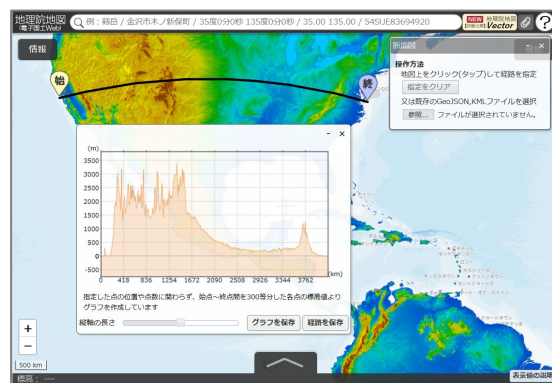 地理院地図
(電子国土Web)
例：剱岳 / 金沢市木ノ新保町 / 35度0分0秒 135度0分0秒 / 35.00 135.00 / 54SUE83694920
NEW
地理院地図
Vector
?
情報
断面図
- ×
操作方法
地図上をクリック(タップ)して経路を指定
指定をクリア
又は既存のGeoJSON,KMLファイルを選択
参照... ファイルが選択されていません。
始
終
- ×
(m)
3500
3000
2500
2000
1500
1000
500
0
-500
0 418 836 1254 1672 2090 2508 2926 3344 3762 (km)
指定した点の位置や点数に関わらず、始点～終点間を300等分した各点の標高値より
グラフを作成しています
縦軸の長さ
グラフを保存
経路を保存
+
−
500 km
標高： ---
表示値の説明